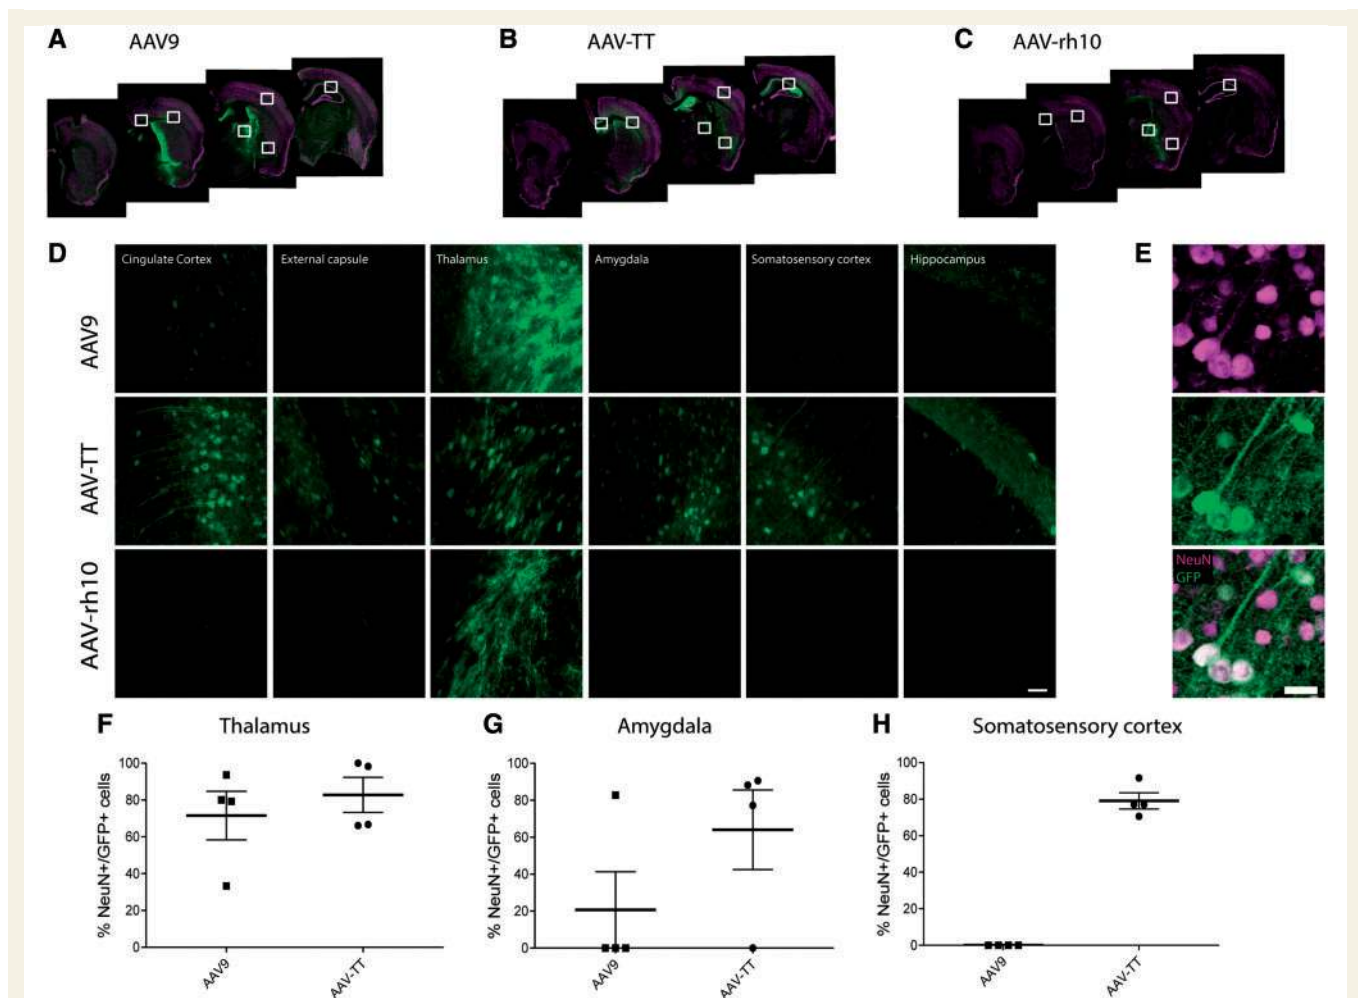 A AAV9
B AAV-TT
C AAV-rh10
D
Cingulate Cortex
External capsule
Thalamus
Amygdala
Somatosensory cortex
Hippocampus
AAV9
AAV-TT
AAV-rh10
E
NeuN
GFP
F Thalamus
% NeuN+/GFP+ cells
100
80
60
40
20
0
AAV9
AAV-TT
G Amygdala
% NeuN+/GFP+ cells
100
80
60
40
20
0
AAV9
AAV-TT
H Somatosensory cortex
% NeuN+/GFP+ cells
100
80
60
40
20
0
AAV9
AAV-TT